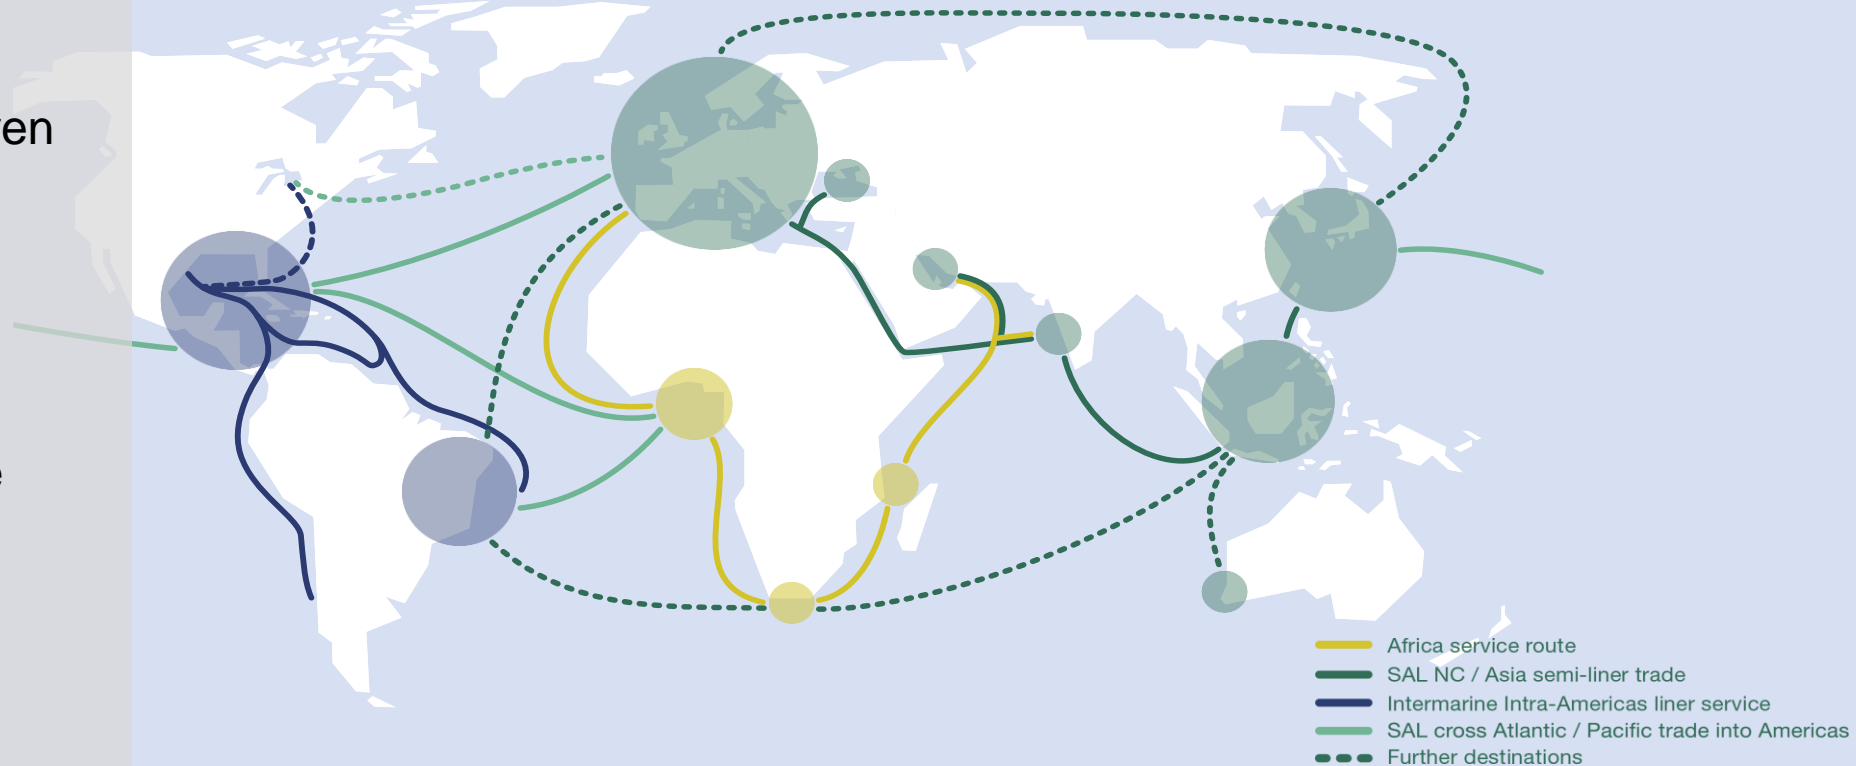 en
e
Africa service route
SAL NC / Asia semi-liner trade
Intermarine Intra-Americas liner service
SAL cross Atlantic / Pacific trade into Americas
Further destinations